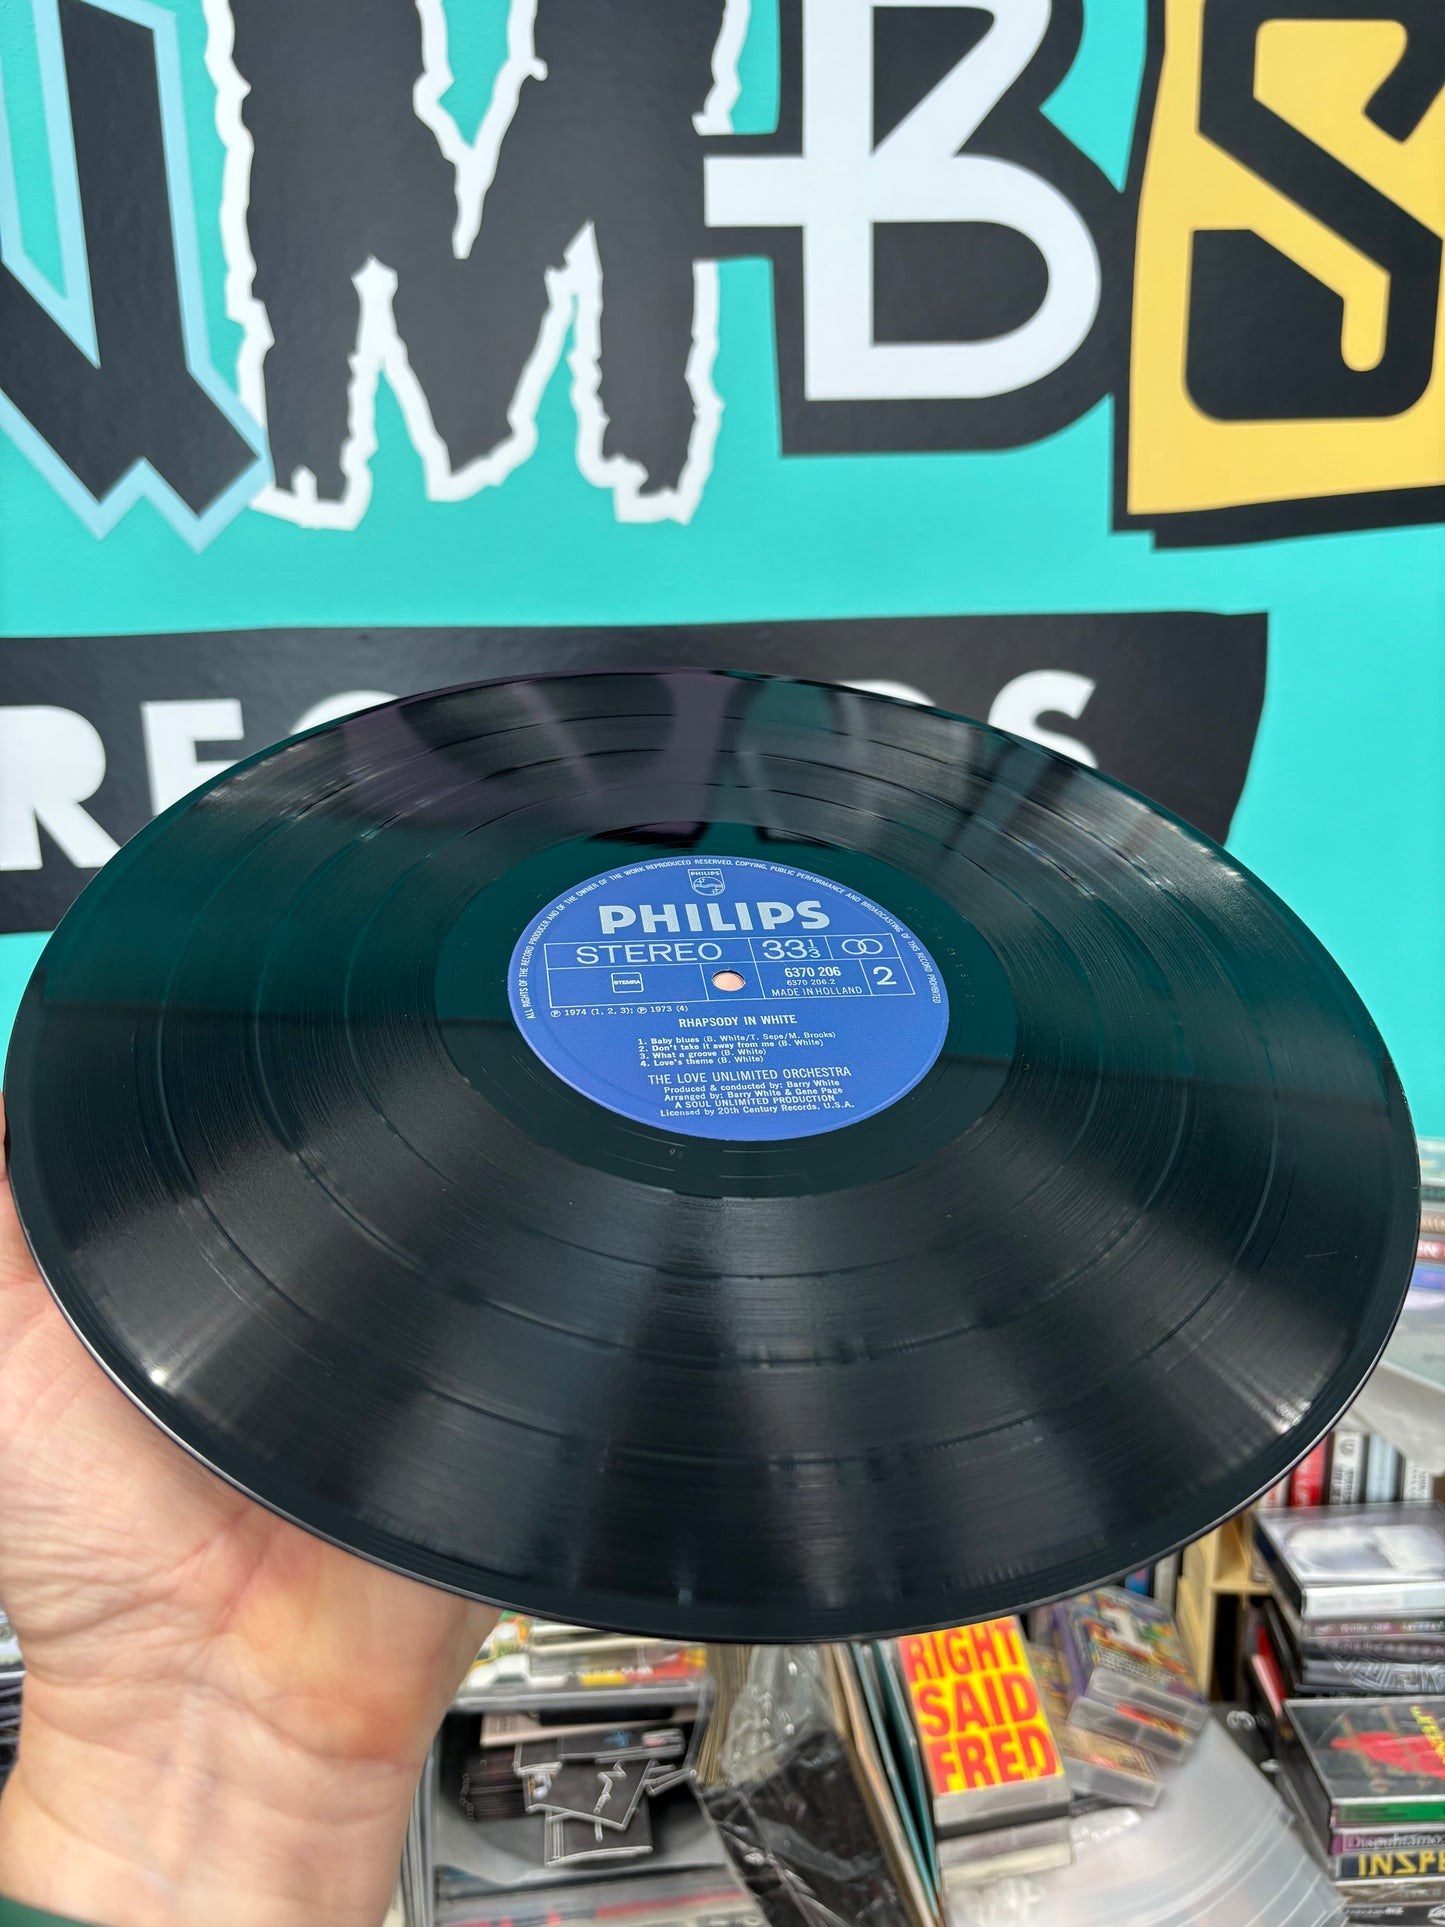 MBS
RECORDS
ALL RIGHTS OF THE RECORD PRODUCER AND OF THE OWNER OF THE WORK REPRODUCED RESERVED. COPYING, PUBLIC PERFORMANCE AND BROADCASTING OF THIS RECORD PROHIBITED
PHILIPS
PHILIPS
STEREO 33⅓
STEMRA
6370 206
6370 206.2
MADE IN HOLLAND
2
℗ 1974 (1, 2, 3); ℗ 1973 (4)
RHAPSODY IN WHITE
1. Baby blues (B. White/T. Sepe/M. Brooks)
2. Don't take it away from me (B. White)
3. What a groove (B. White)
4. Love's theme (B. White)
THE LOVE UNLIMITED ORCHESTRA
Produced & conducted by: Barry White
Arranged by: Barry White & Gene Page
A SOUL UNLIMITED PRODUCTION
Licensed by 20th Century Records, U.S.A.
RIGHT
SAID
FRED